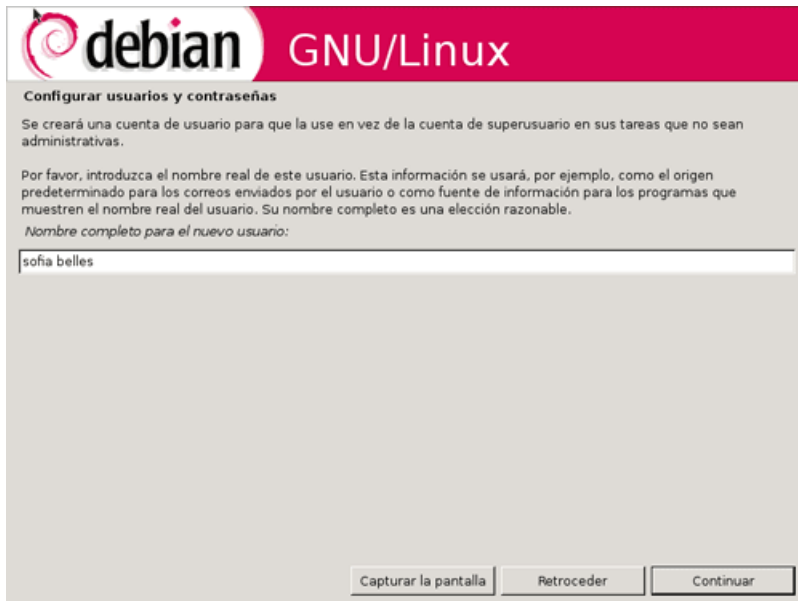 debian GNU/Linux
Configurar usuarios y contraseñas
Se creará una cuenta de usuario para que la use en vez de la cuenta de superusuario en sus tareas que no sean
administrativas.
Por favor, introduzca el nombre real de este usuario. Esta información se usará, por ejemplo, como el origen
predeterminado para los correos enviados por el usuario o como fuente de información para los programas que
muestren el nombre real del usuario. Su nombre completo es una elección razonable.
Nombre completo para el nuevo usuario:
sofia belles
Capturar la pantalla Retroceder Continuar